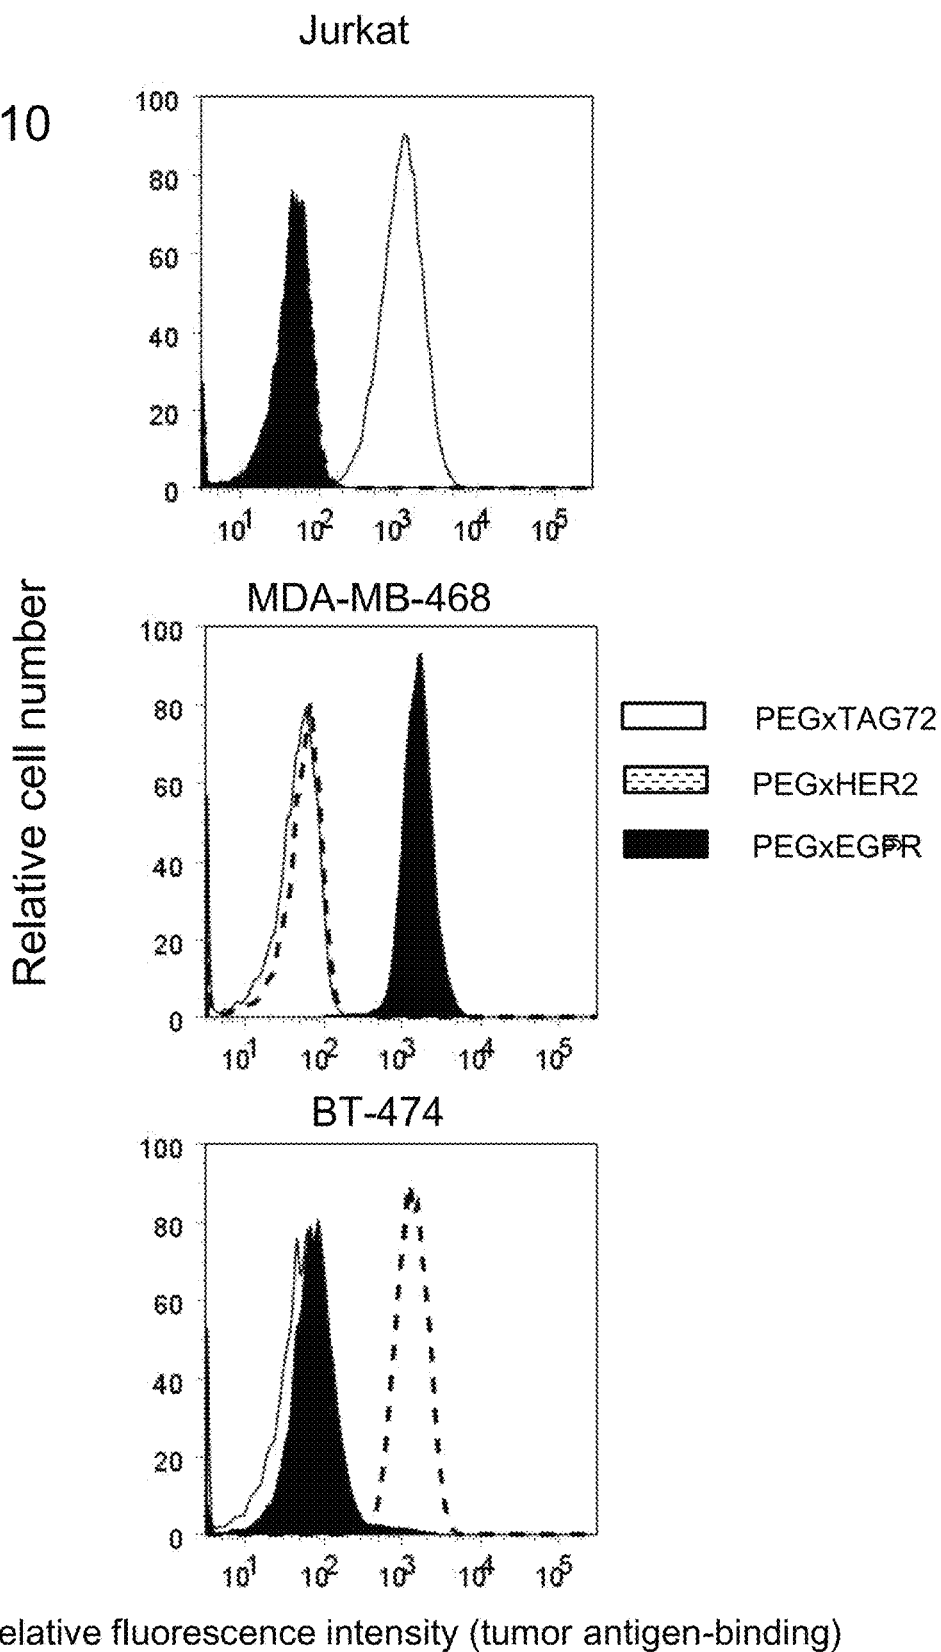 Jurkat
10
100
80
60
40
20
0
10¹ 10² 10³ 10⁴ 10⁵
Relative cell number
MDA-MB-468
100
80
60
40
20
0
10¹ 10² 10³ 10⁴ 10⁵
PEGxTAG72
PEGxHER2
PEGxEGFR
BT-474
100
80
60
40
20
0
10¹ 10² 10³ 10⁴ 10⁵
elative fluorescence intensity (tumor antigen-binding)